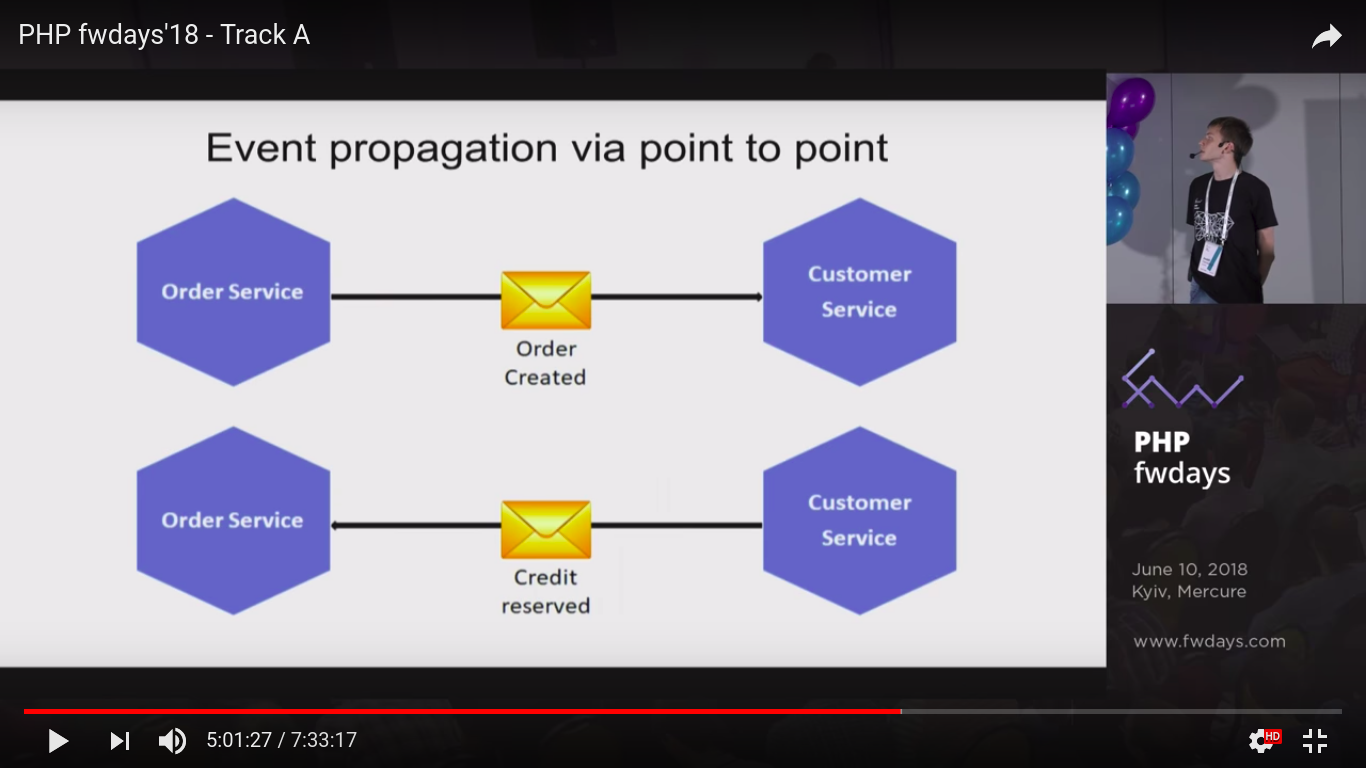 PHP fwdays'18 - Track A
Event propagation via point to point
Order Service
Order
Created
Customer
Service
Order Service
Credit
reserved
Customer
Service
PHP
fwdays
June 10, 2018
Kyiv, Mercure
www.fwdays.com
5:01:27 / 7:33:17
HD